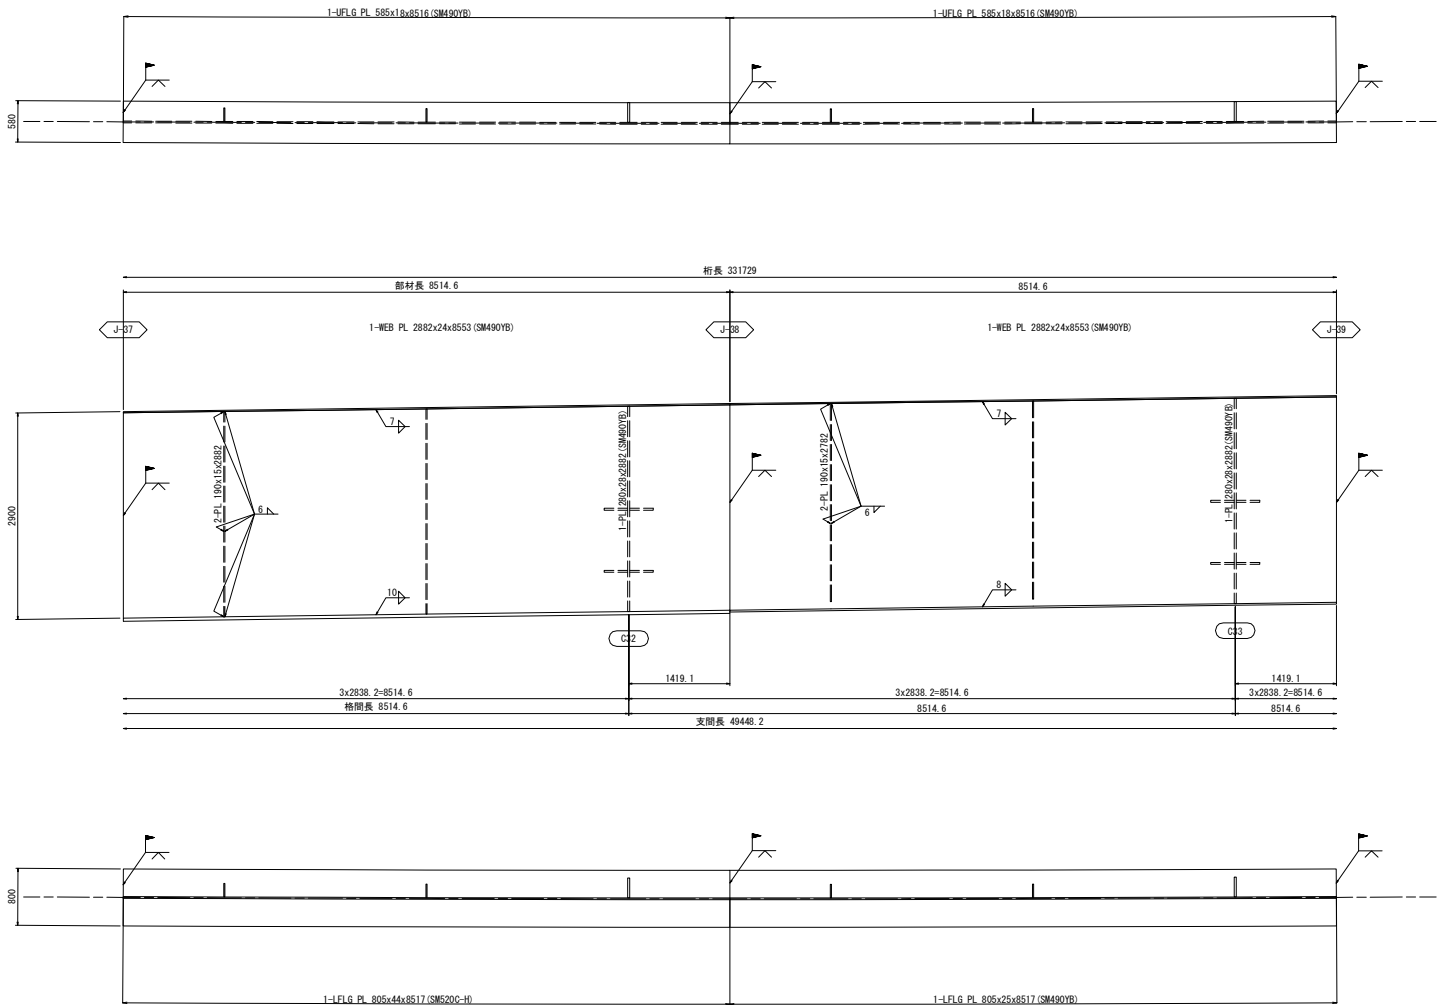 1-UFLG PL 585x18x8516(SM490YB)
1-UFLG PL 585x18x8516(SM490YB)
580
桁長 331729
部材長 8514.6
8514.6
J-37
1-WEB PL 2882x24x8553(SM490YB)
J-38
1-WEB PL 2882x24x8553(SM490YB)
J-39
2900
2-PL 190x15x2882
6
7
10
1-PL 280x28x2882(SM490YB)
2-PL 190x15x2782
6
7
8
1-PL 280x28x2882(SM490YB)
C32
C33
1419.1
1419.1
3x2838.2=8514.6
3x2838.2=8514.6
3x2838.2=8514.6
格間長 8514.6
8514.6
8514.6
支間長 49448.2
800
1-LFLG PL 805x44x8517(SM520C-H)
1-LFLG PL 805x25x8517(SM490YB)